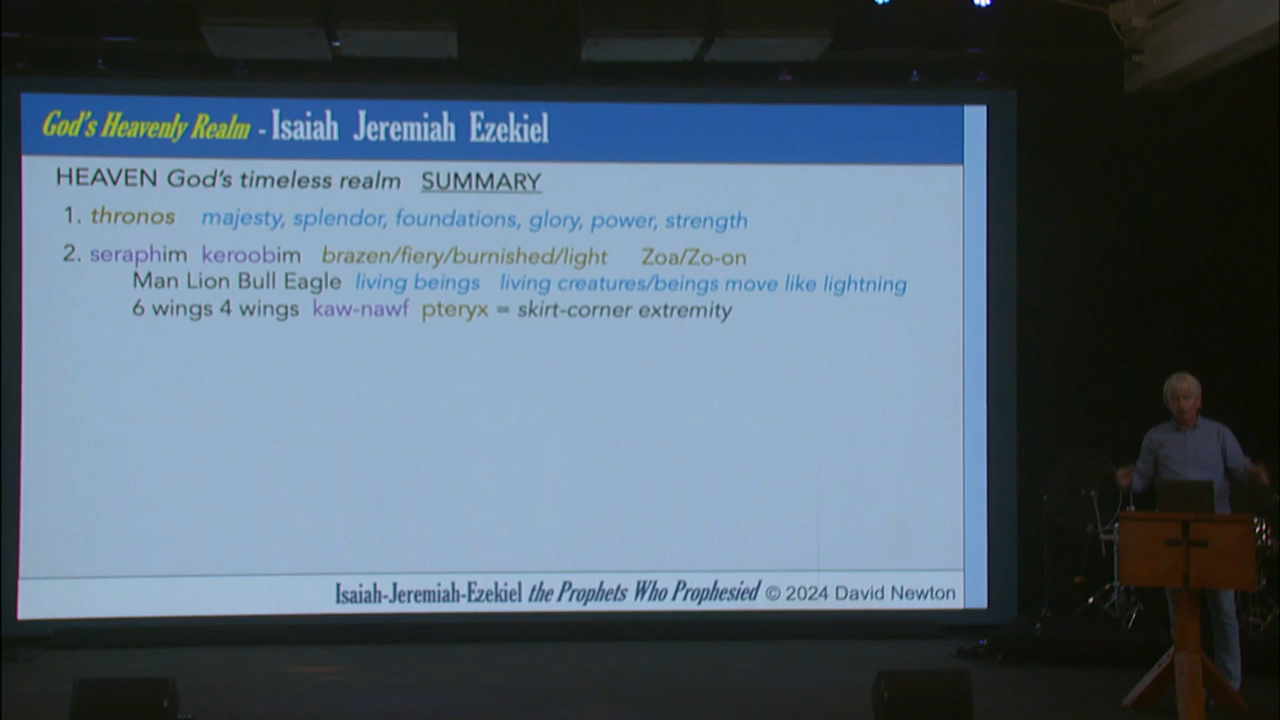 God's Heavenly Realm - Isaiah Jeremiah Ezekiel
HEAVEN God's timeless realm SUMMARY
1. thronos majesty, splendor, foundations, glory, power, strength
2. seraphim keroobim brazen/fiery/burnished/light Zoa/Zo-on
Man Lion Bull Eagle living beings living creatures/beings move like lightning
6 wings 4 wings kaw-nawf pteryx = skirt-corner extremity
Isaiah-Jeremiah-Ezekiel the Prophets Who Prophesied © 2024 David Newton